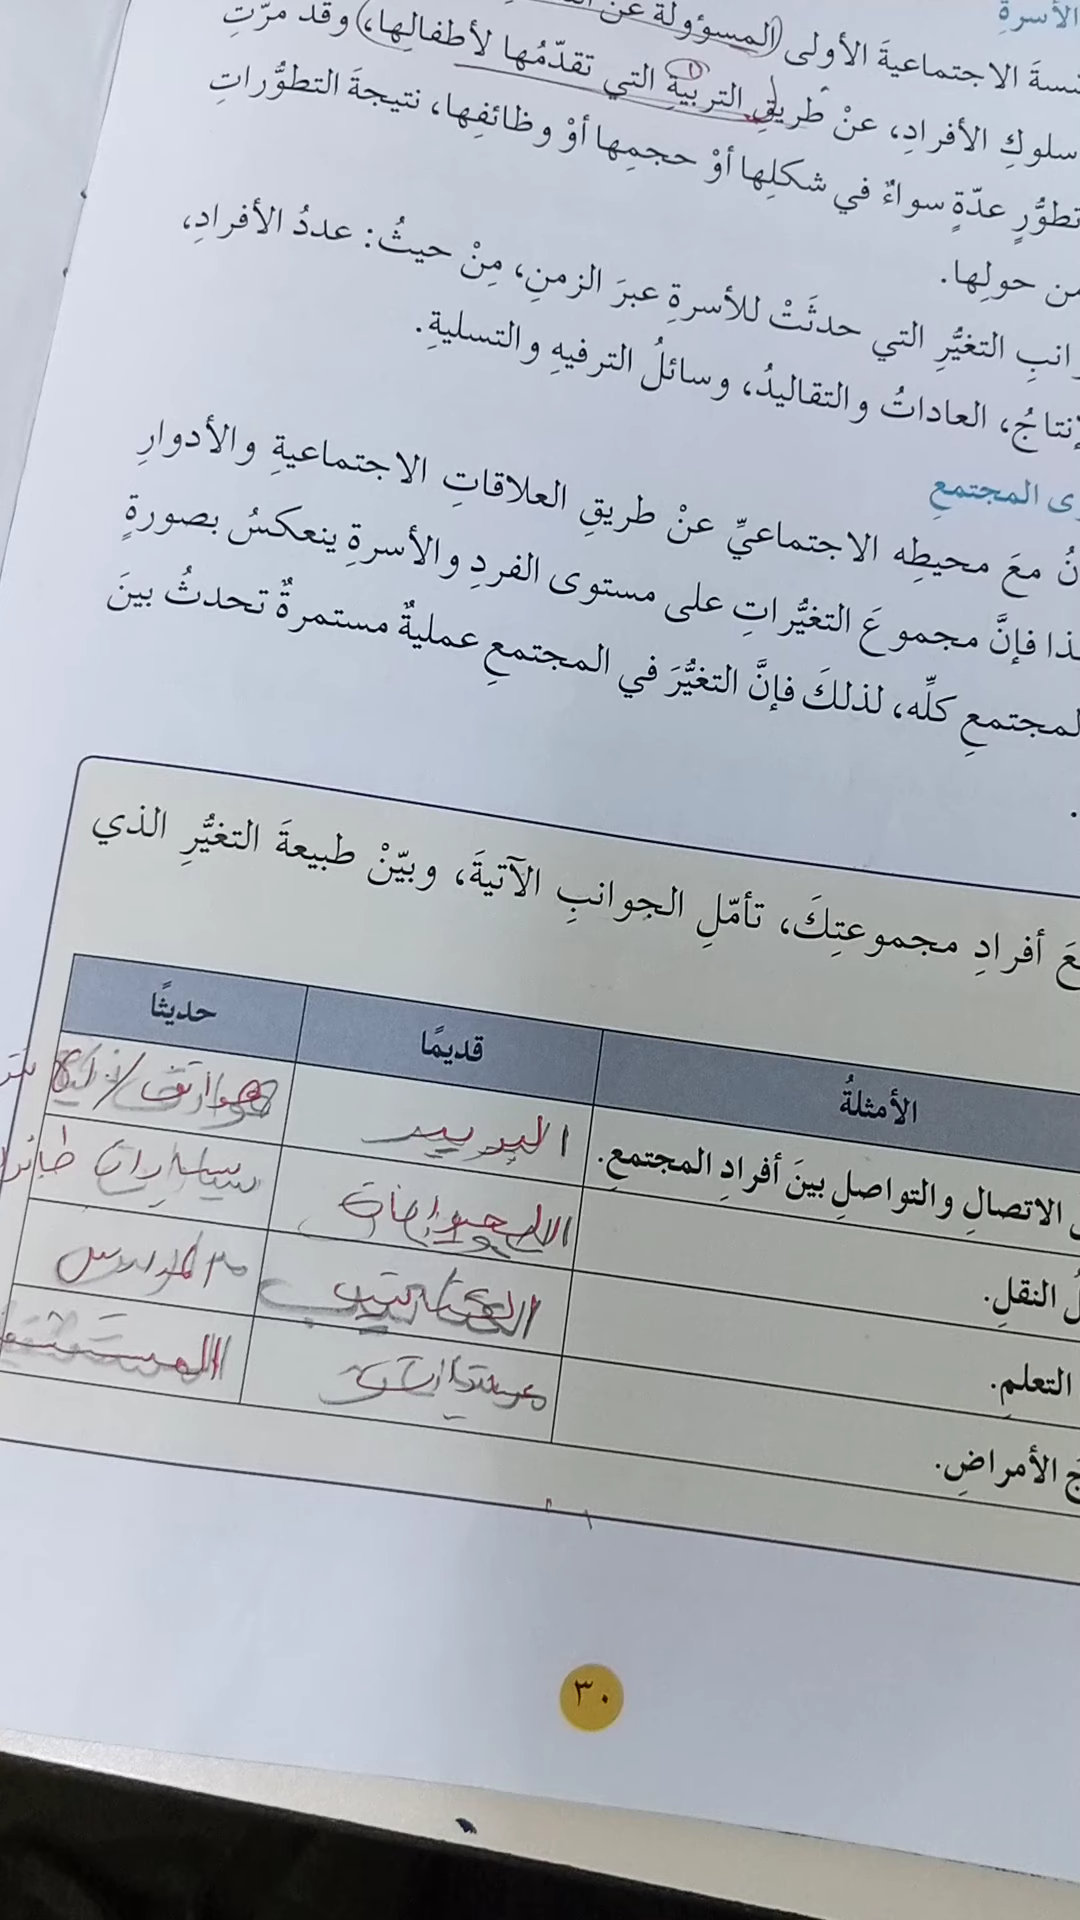 الأسرةِ
الاجتماعيةَ الأولى (المسؤولةَ عن
سلوكِ الأفرادِ، عنْ طريقِ التربيةِ التي تقدّمُها لأطفالِها)، وقد مرّتِ
سواءٌ في شكلِها أوْ حجمِها أوْ وظائفِها، نتيجةَ التطوُّراتِ
تطوُّرٍ عدّةٍ
من حولِها.
التغيُّرِ التي حدثَتْ للأسرةِ عبرَ الزمنِ، مِنْ حيثُ: عددُ الأفرادِ،
العاداتُ والتقاليدُ، وسائلُ الترفيهِ والتسليةِ.
المجتمعِ
معَ محيطِه الاجتماعيِّ عنْ طريقِ العلاقاتِ الاجتماعيةِ والأدوارِ
فإنَّ مجموعَ التغيُّراتِ على مستوى الفردِ والأسرةِ ينعكسُ بصورةٍ
كلِّه، لذلكَ فإنَّ التغيُّرَ في المجتمعِ عمليةٌ مستمرةٌ تحدثُ بينَ
أفرادِ مجموعتِكَ، تأمّلِ الجوانبِ الآتيةَ، وبيّنْ طبيعةَ التغيُّرِ الذي
الأمثلةُ قديمًا حديثًا
الاتصالِ والتواصلِ بينَ أفرادِ المجتمعِ. البريد هواتف /
النقلِ. الحيوانات سيارات
التعلمِ. الكتاتيب المدارس
الأمراضِ.
٣٠